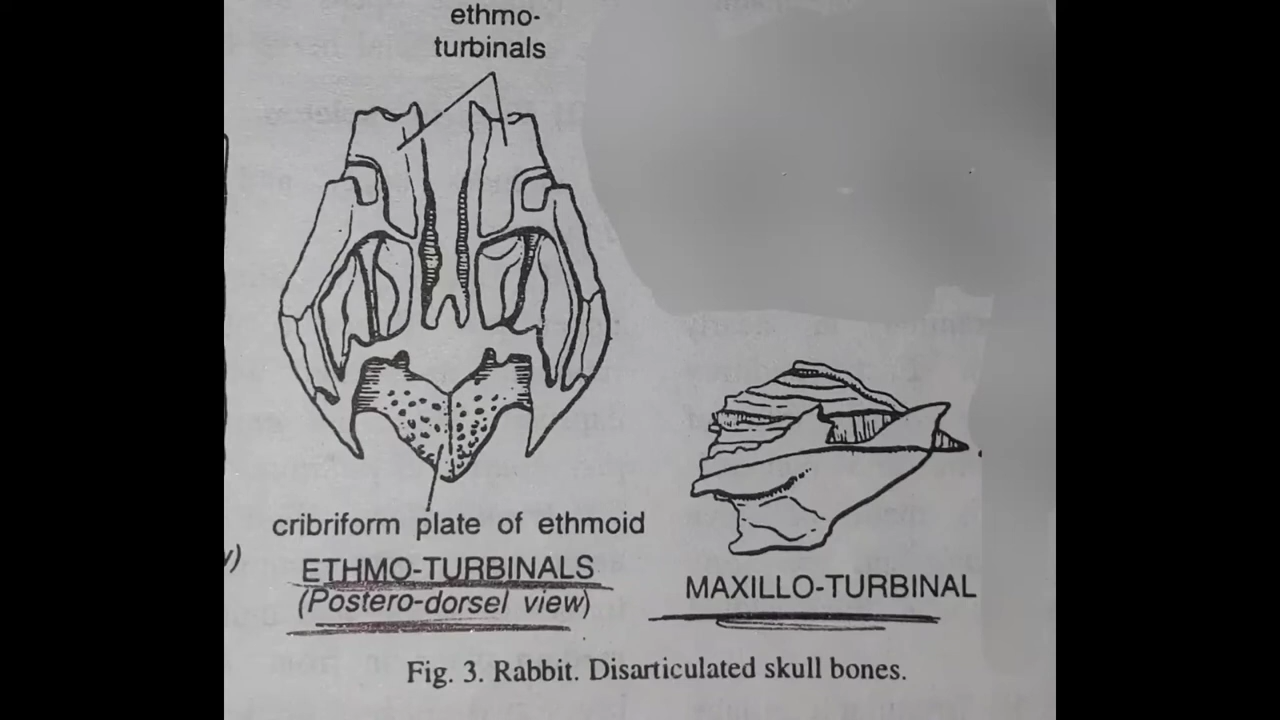 ethmo-
turbinals
cribriform plate of ethmoid
ETHMO-TURBINALS
(Postero-dorsel view)
MAXILLO-TURBINAL
Fig. 3. Rabbit. Disarticulated skull bones.